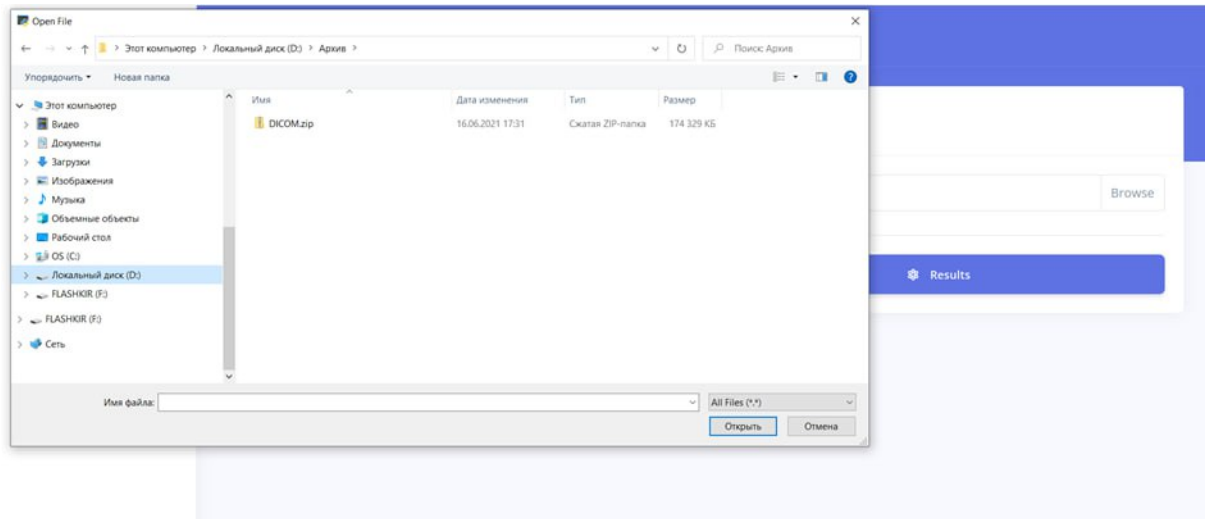 Open File
Этот компьютер > Локальный диск (D:) > Архив >
Поиск: Архив
Упорядочить
Новая папка
Этот компьютер
Видео
Документы
Загрузки
Изображения
Музыка
Объемные объекты
Рабочий стол
OS (C:)
Локальный диск (D:)
FLASHKIR (F:)
FLASHKIR (F:)
Сеть
Имя Дата изменения Тип Размер
DICOM.zip 16.06.2021 17:31 Сжатая ZIP-папка 174 329 КБ
Имя файла:
All Files (*.*)
Открыть Отмена
Browse
Results